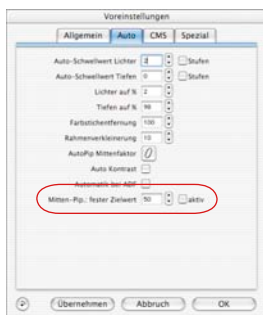 Voreinstellungen
Allgemein Auto CMS Spezial
Auto-Schwellwert Lichter 2 Stufen
Auto-Schwellwert Tiefen 0 Stufen
Lichter auf % 2
Tiefen auf % 98
Farbstichentfernung 100
Rahmenverkleinerung 10
AutoPip Mittenfaktor
Auto Kontrast
Automatik bei ADF
Mitten-Pip.: fester Zielwert 50 aktiv
Übernehmen Abbruch OK